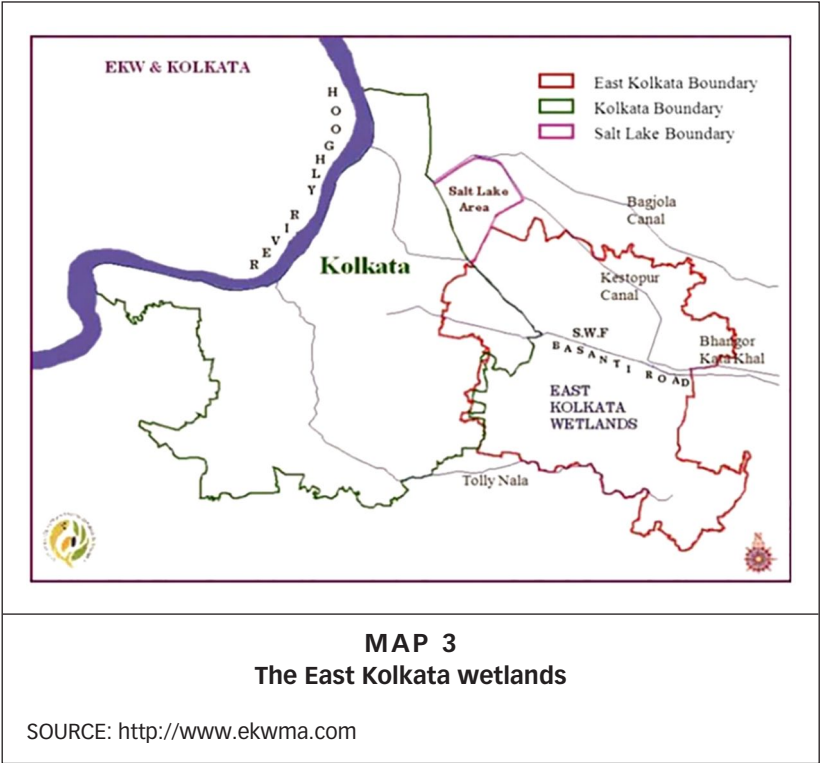 EKW & KOLKATA
HOOGHLY
RIVER
East Kolkata Boundary
Kolkata Boundary
Salt Lake Boundary
Salt Lake
Area
Bagjola
Canal
Kolkata
Kestopur
Canal
S.W.F
BASANTI ROAD
Bhangor
Kata Khal
EAST
KOLKATA
WETLANDS
Tolly Nala
N
MAP 3
The East Kolkata wetlands
SOURCE: http://www.ekwma.com